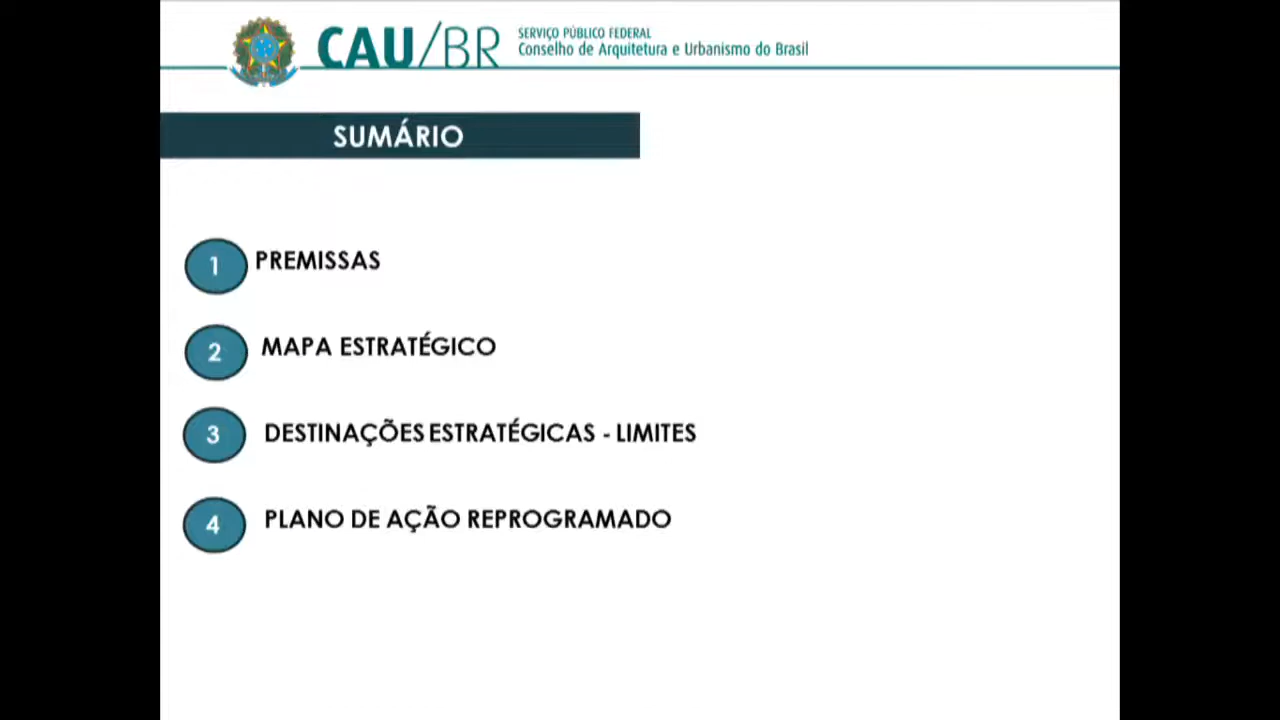 CAU/BR
SERVIÇO PÚBLICO FEDERAL
Conselho de Arquitetura e Urbanismo do Brasil
SUMÁRIO
1 PREMISSAS
2 MAPA ESTRATÉGICO
3 DESTINAÇÕES ESTRATÉGICAS - LIMITES
4 PLANO DE AÇÃO REPROGRAMADO